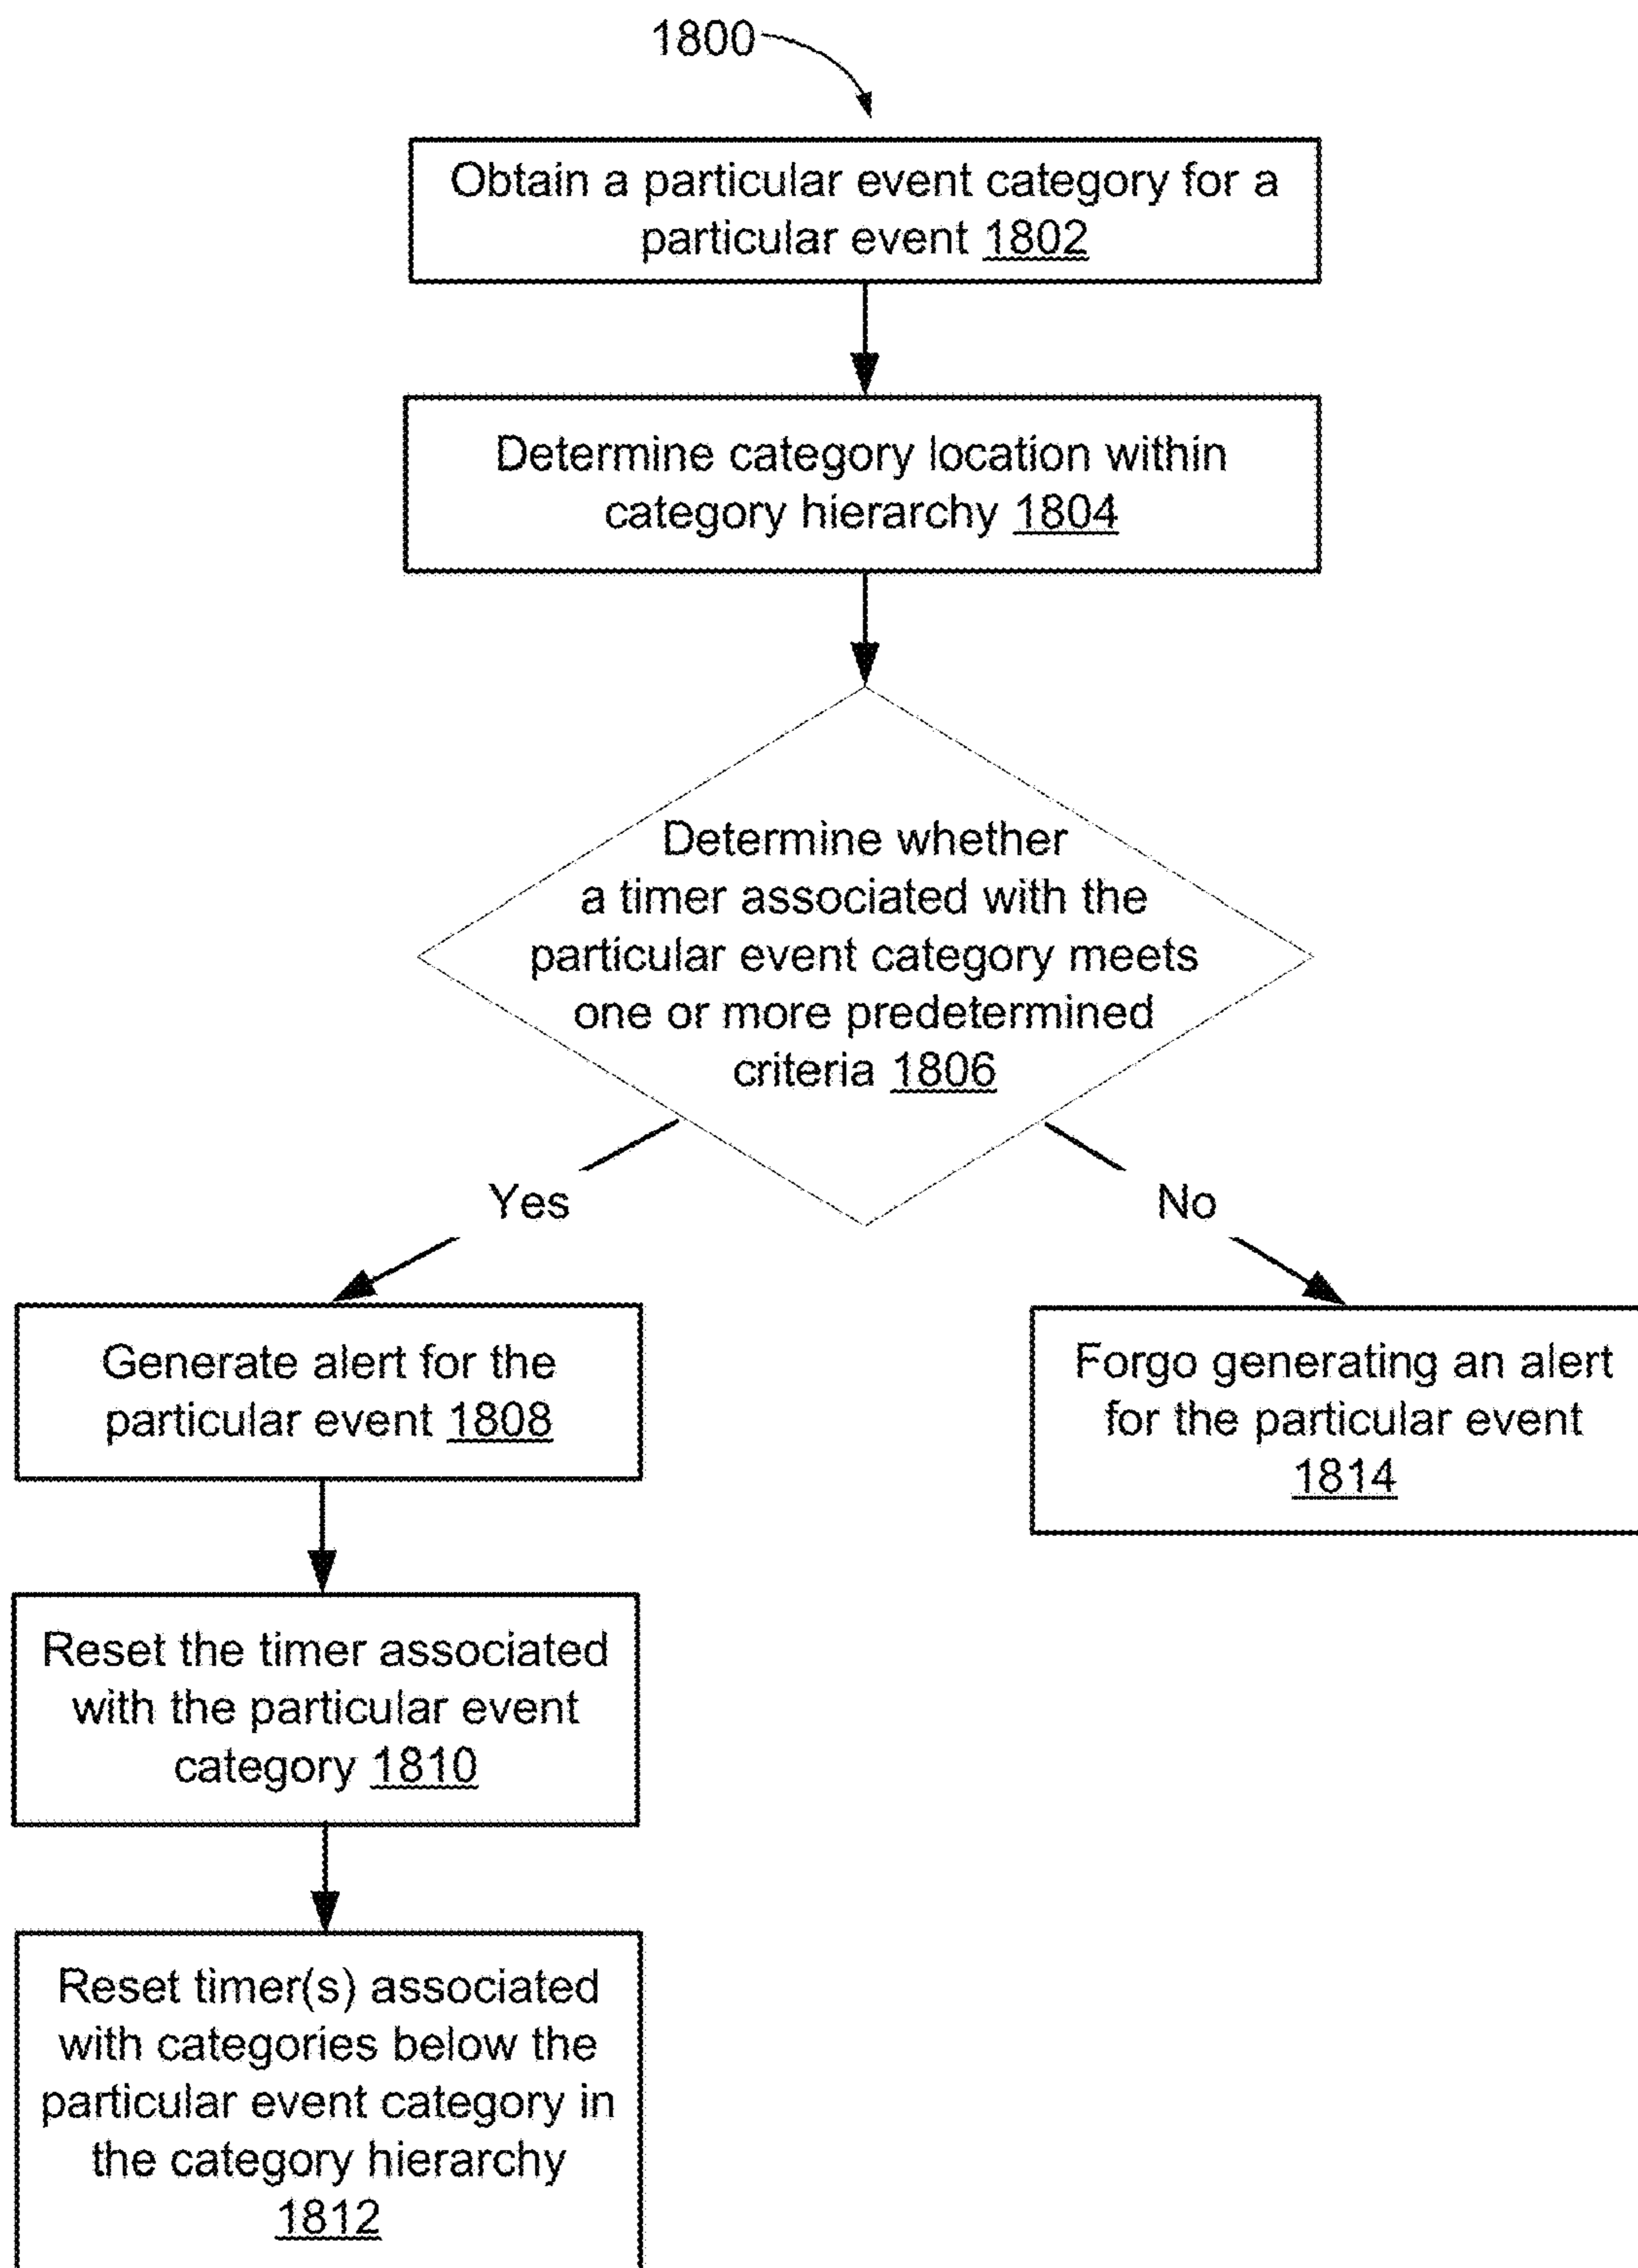 1800
Obtain a particular event category for a
particular event 1802
Determine category location within
category hierarchy 1804
Determine whether
a timer associated with the
particular event category meets
one or more predetermined
criteria 1806
Yes
No
Generate alert for the
particular event 1808
Forgo generating an alert
for the particular event
1814
Reset the timer associated
with the particular event
category 1810
Reset timer(s) associated
with categories below the
particular event category in
the category hierarchy
1812